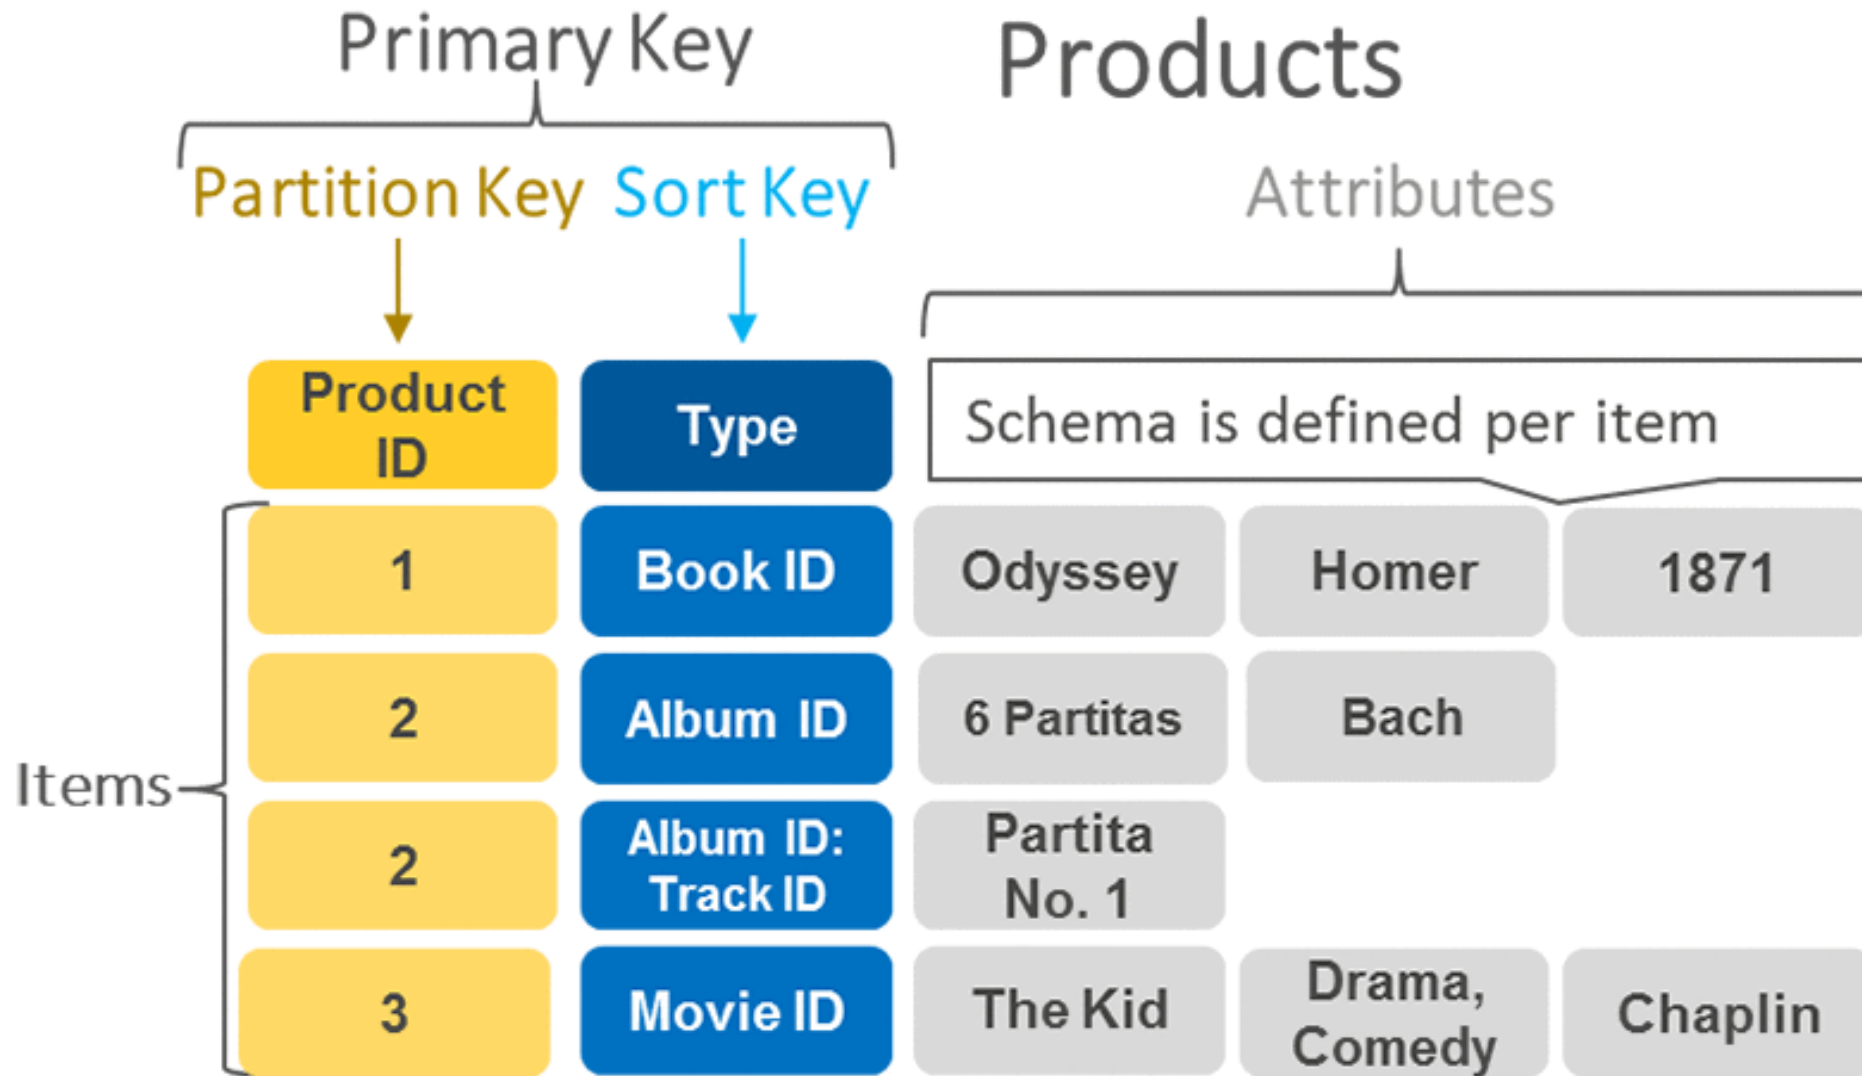 Primary Key
Products
Partition Key
Sort Key
Attributes
Product
ID
Type
Schema is defined per item
Items
1
Book ID
Odyssey
Homer
1871
2
Album ID
6 Partitas
Bach
2
Album ID:
Track ID
Partita
No. 1
3
Movie ID
The Kid
Drama,
Comedy
Chaplin